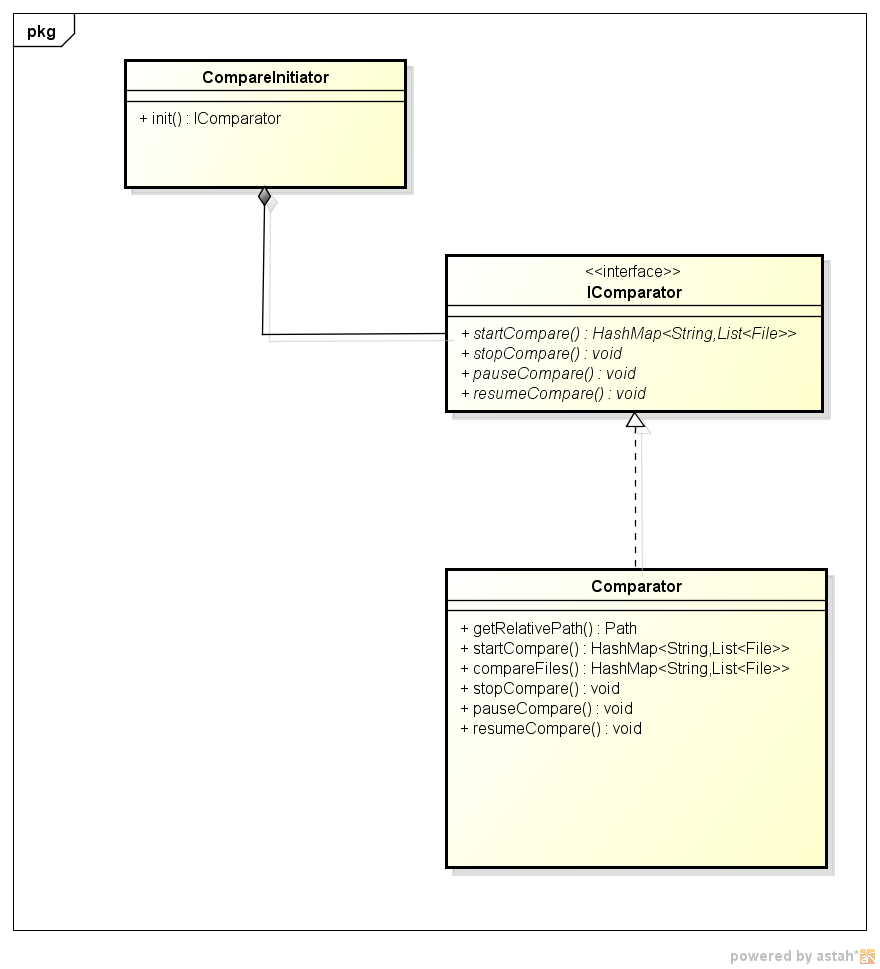 pkg
CompareInitiator
+ init() : IComparator
<<interface>>
IComparator
+ startCompare() : HashMap<String,List<File>>
+ stopCompare() : void
+ pauseCompare() : void
+ resumeCompare() : void
Comparator
+ getRelativePath() : Path
+ startCompare() : HashMap<String,List<File>>
+ compareFiles() : HashMap<String,List<File>>
+ stopCompare() : void
+ pauseCompare() : void
+ resumeCompare() : void
powered by astah*